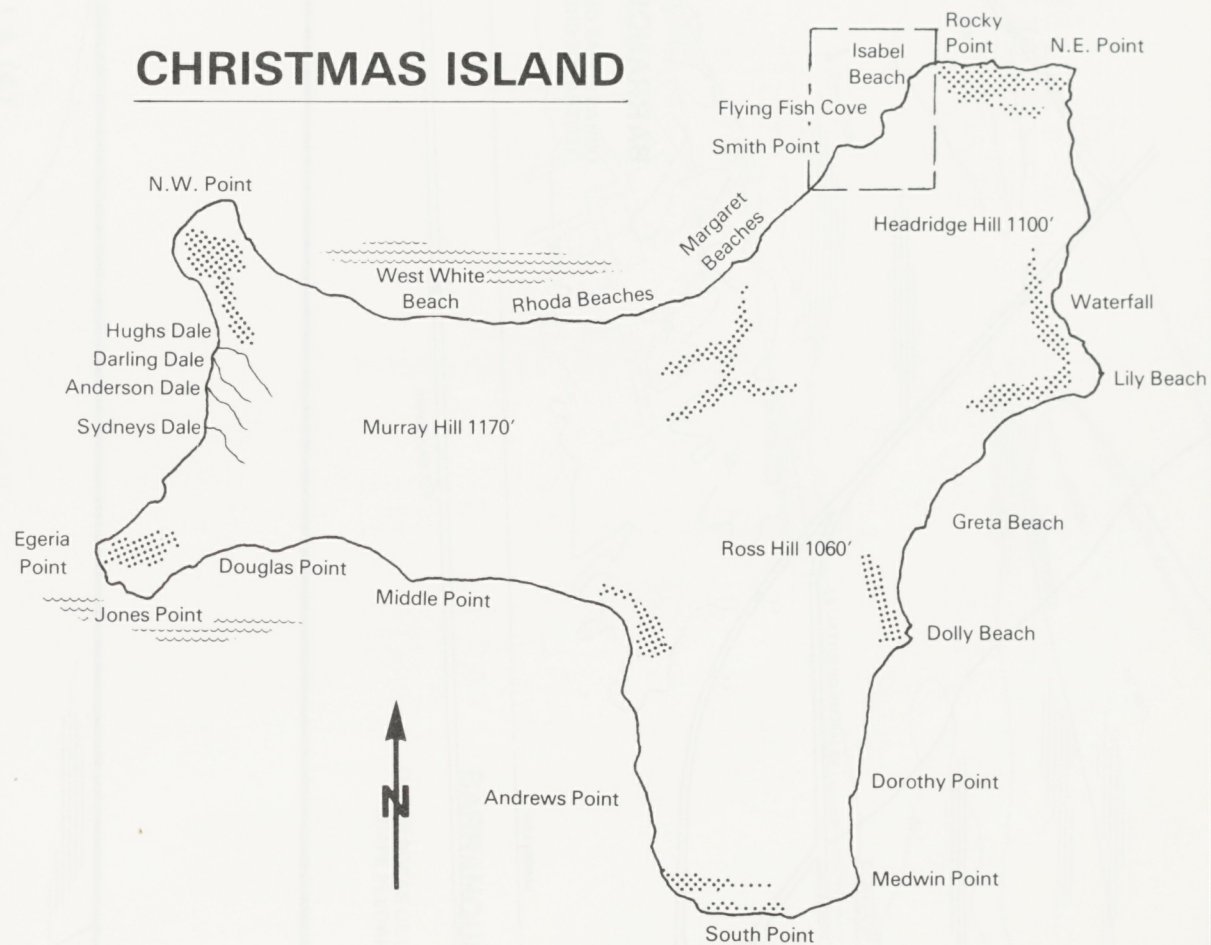 CHRISTMAS ISLAND
Rocky
Point
N.E. Point
Isabel
Beach
Flying Fish Cove
Smith Point
N.W. Point
Margaret
Beaches
Headridge Hill 1100′
West White
Beach
Rhoda Beaches
Waterfall
Hughs Dale
Darling Dale
Anderson Dale
Sydneys Dale
Lily Beach
Murray Hill 1170′
Greta Beach
Egeria
Point
Ross Hill 1060′
Douglas Point
Middle Point
Jones Point
Dolly Beach
N
Andrews Point
Dorothy Point
Medwin Point
South Point